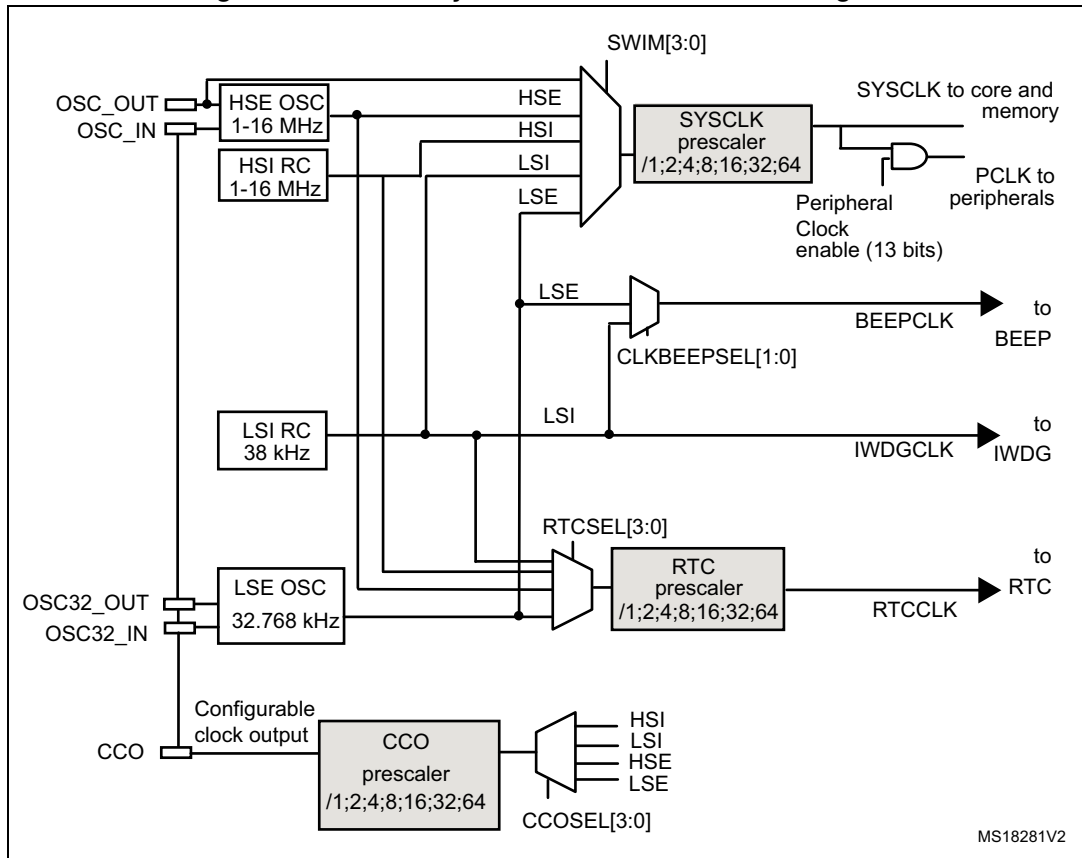 SWIM[3:0]
OSC_OUT
OSC_IN
HSE OSC
1-16 MHz
HSI RC
1-16 MHz
HSE
HSI
LSI
LSE
SYSCLK
prescaler
/1;2;4;8;16;32;64
SYSCLK to core and
memory
PCLK to
peripherals
Peripheral
Clock
enable (13 bits)
LSE
BEEPCLK
to
BEEP
CLKBEEPSEL[1:0]
LSI RC
38 kHz
LSI
IWDGCLK
to
IWDG
RTCSEL[3:0]
OSC32_OUT
OSC32_IN
LSE OSC
32.768 kHz
RTC
prescaler
/1;2;4;8;16;32;64
RTCCLK
to
RTC
Configurable
clock output
CCO
CCO
prescaler
/1;2;4;8;16;32;64
HSI
LSI
HSE
LSE
CCOSEL[3:0]
MS18281V2